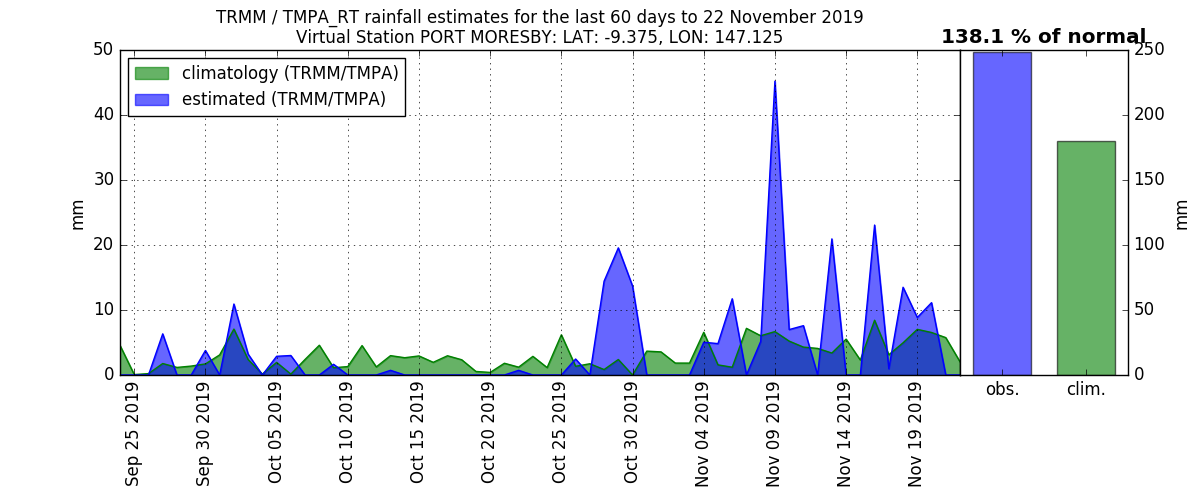 TRMM / TMPA_RT rainfall estimates for the last 60 days to 22 November 2019
Virtual Station PORT MORESBY: LAT: -9.375, LON: 147.125
138.1 % of normal
climatology (TRMM/TMPA)
estimated (TRMM/TMPA)
mm
50
40
30
20
10
0
Sep 25 2019
Sep 30 2019
Oct 05 2019
Oct 10 2019
Oct 15 2019
Oct 20 2019
Oct 25 2019
Oct 30 2019
Nov 04 2019
Nov 09 2019
Nov 14 2019
Nov 19 2019
obs.
clim.
250
200
150
100
50
0
mm